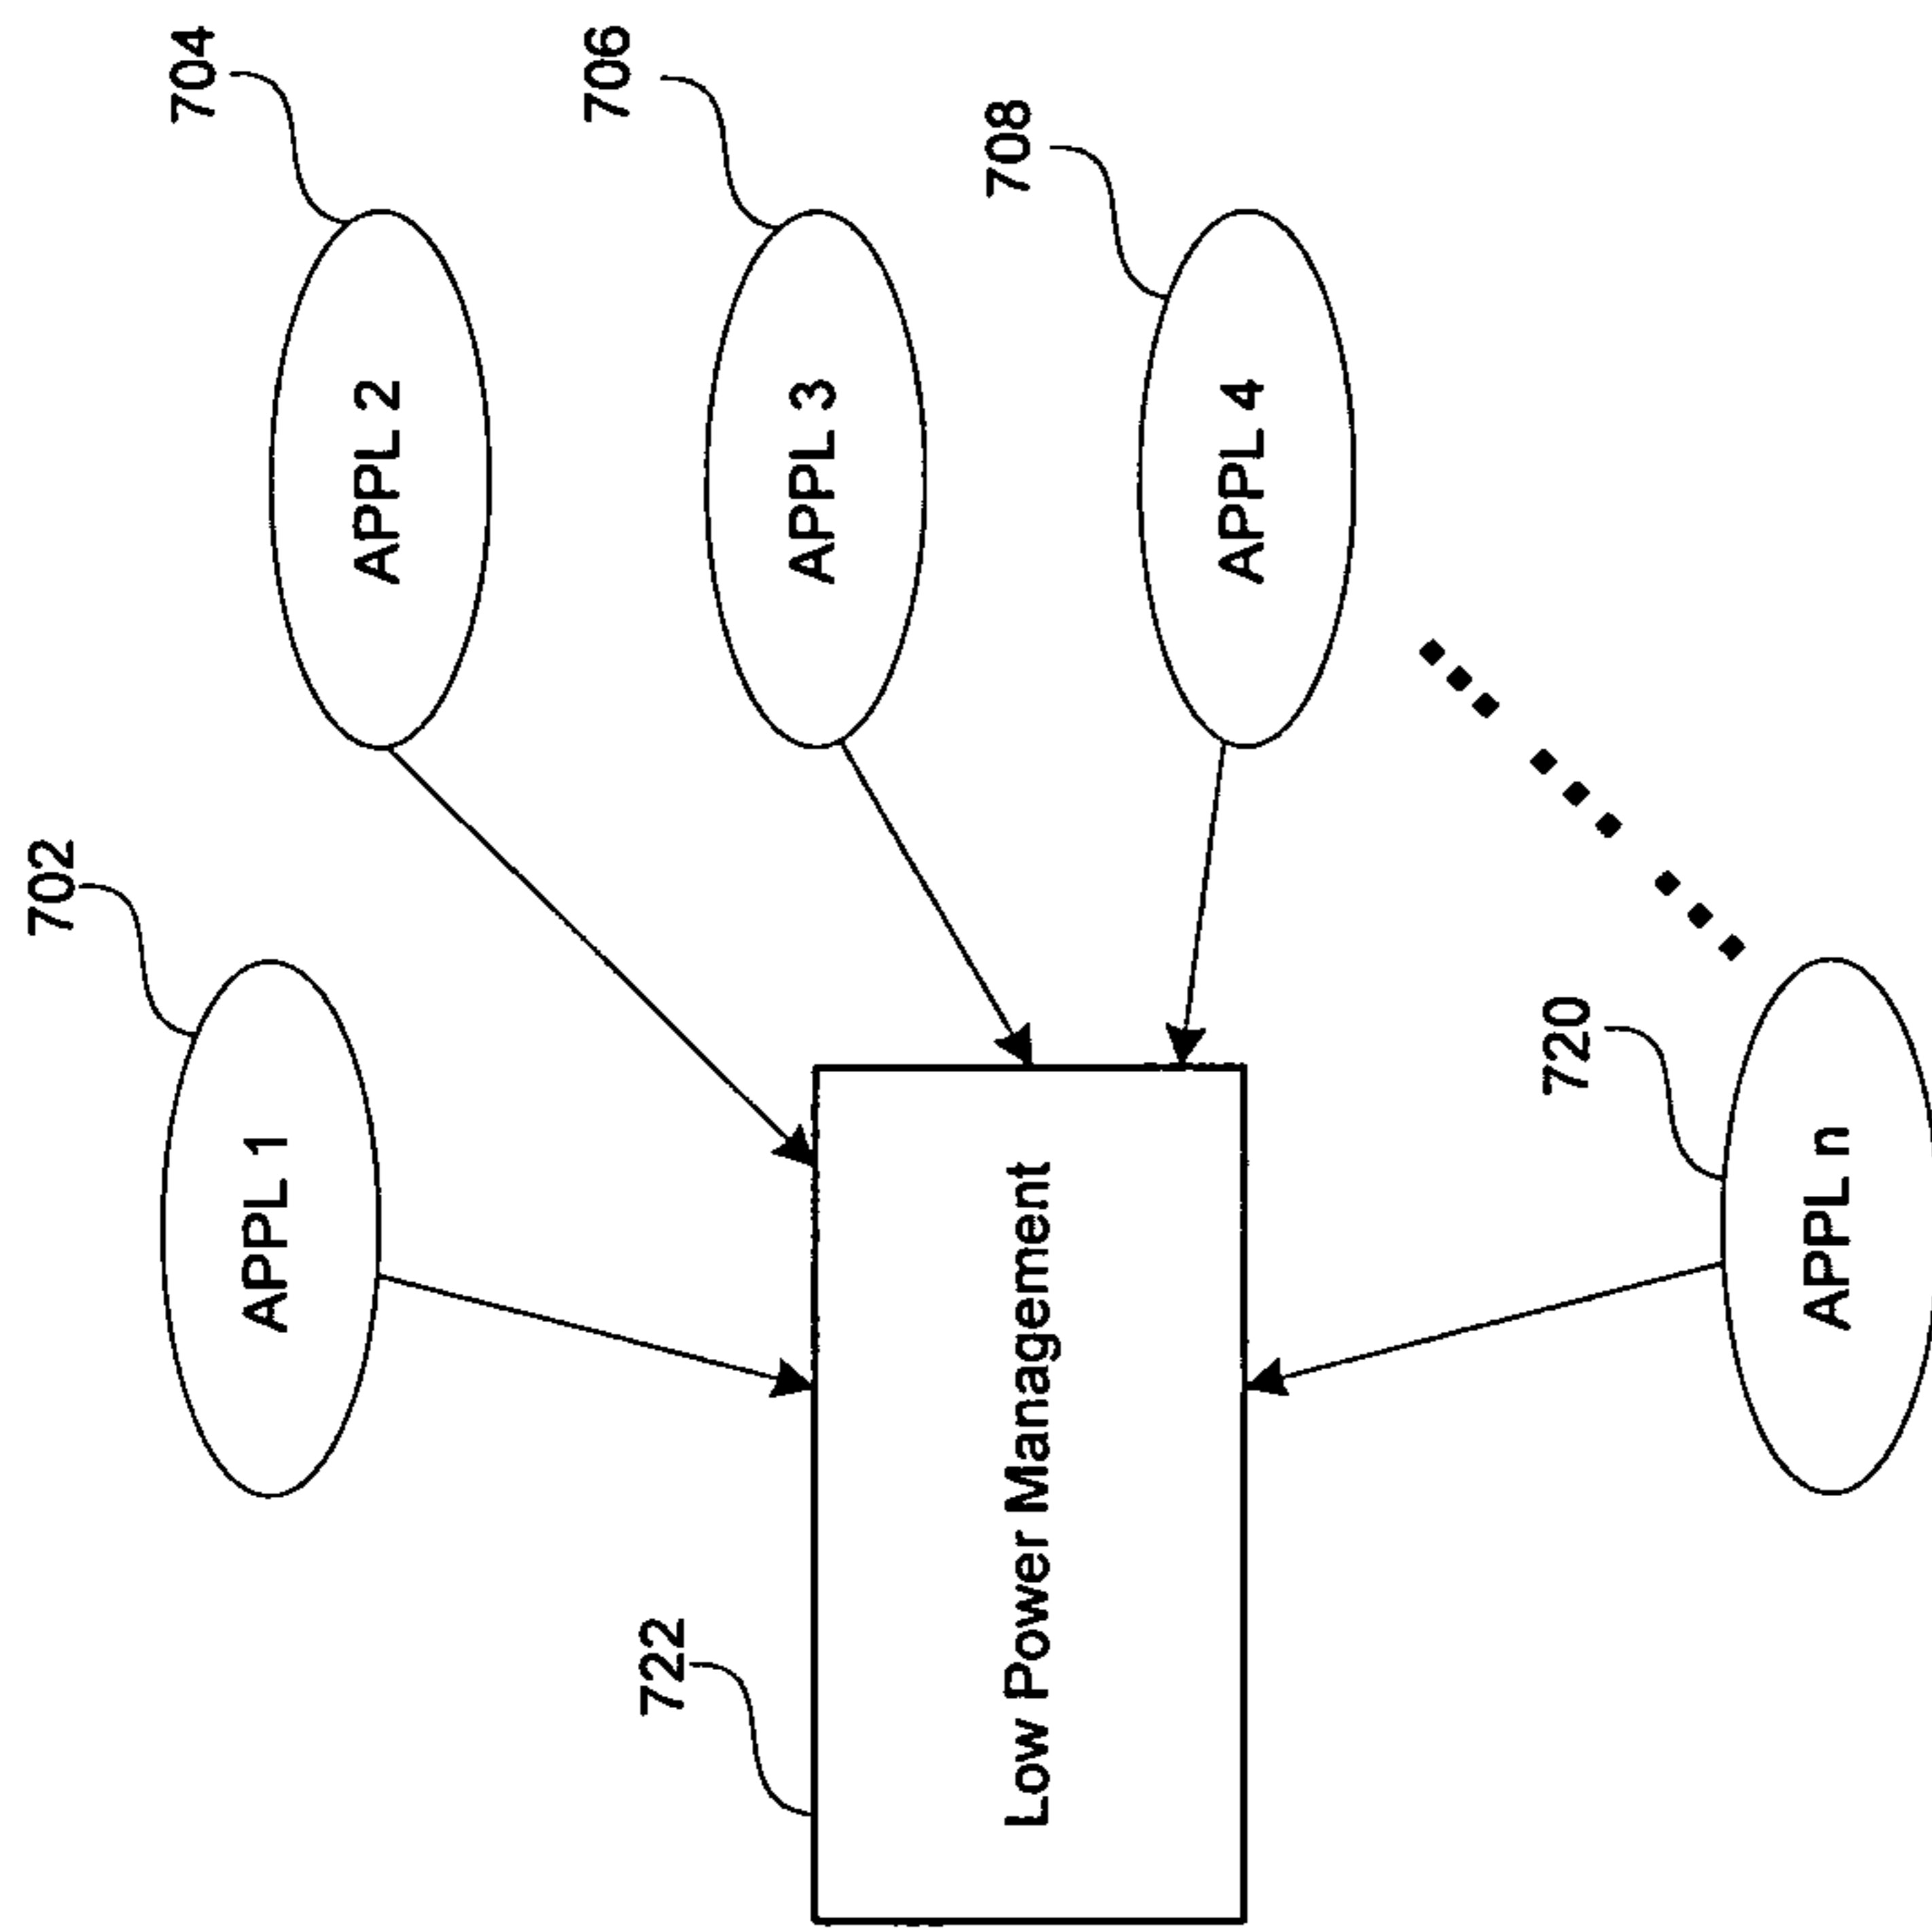 702
APPL 1
704
APPL 2
706
APPL 3
708
APPL 4
720
APPL n
722
Low Power Management